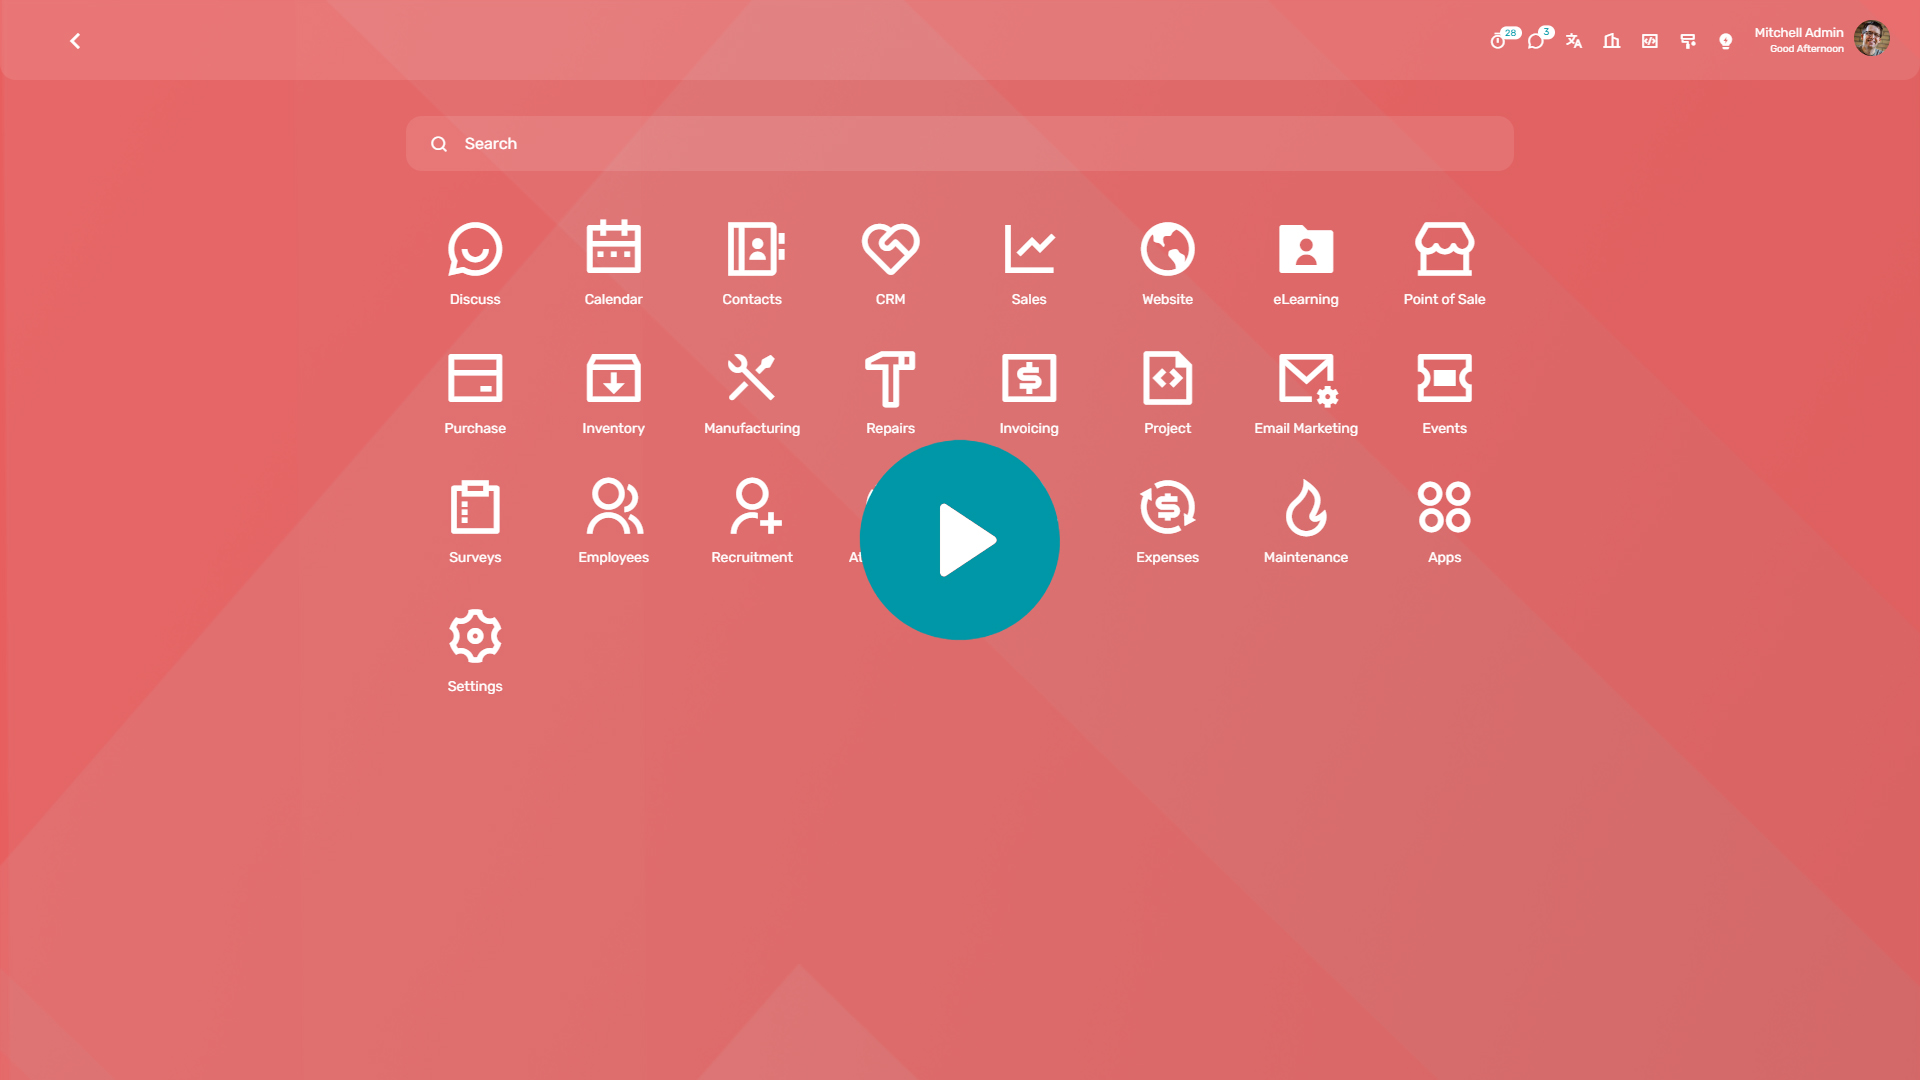 28
3
Mitchell Admin
Good Afternoon
Search
Discuss
Calendar
Contacts
CRM
Sales
Website
eLearning
Point of Sale
Purchase
Inventory
Manufacturing
Repairs
Invoicing
Project
Email Marketing
Events
Surveys
Employees
Recruitment
Expenses
Maintenance
Apps
Settings